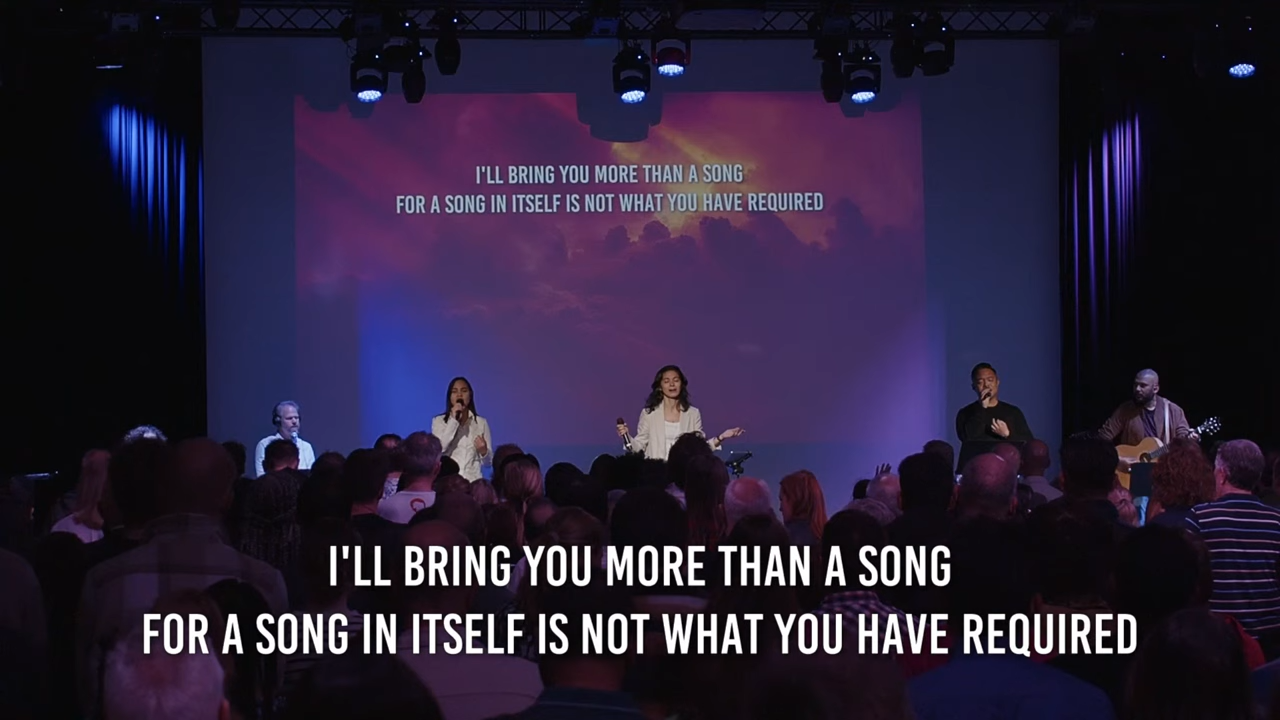 I'LL BRING YOU MORE THAN A SONG
FOR A SONG IN ITSELF IS NOT WHAT YOU HAVE REQUIRED
I'LL BRING YOU MORE THAN A SONG
FOR A SONG IN ITSELF IS NOT WHAT YOU HAVE REQUIRED